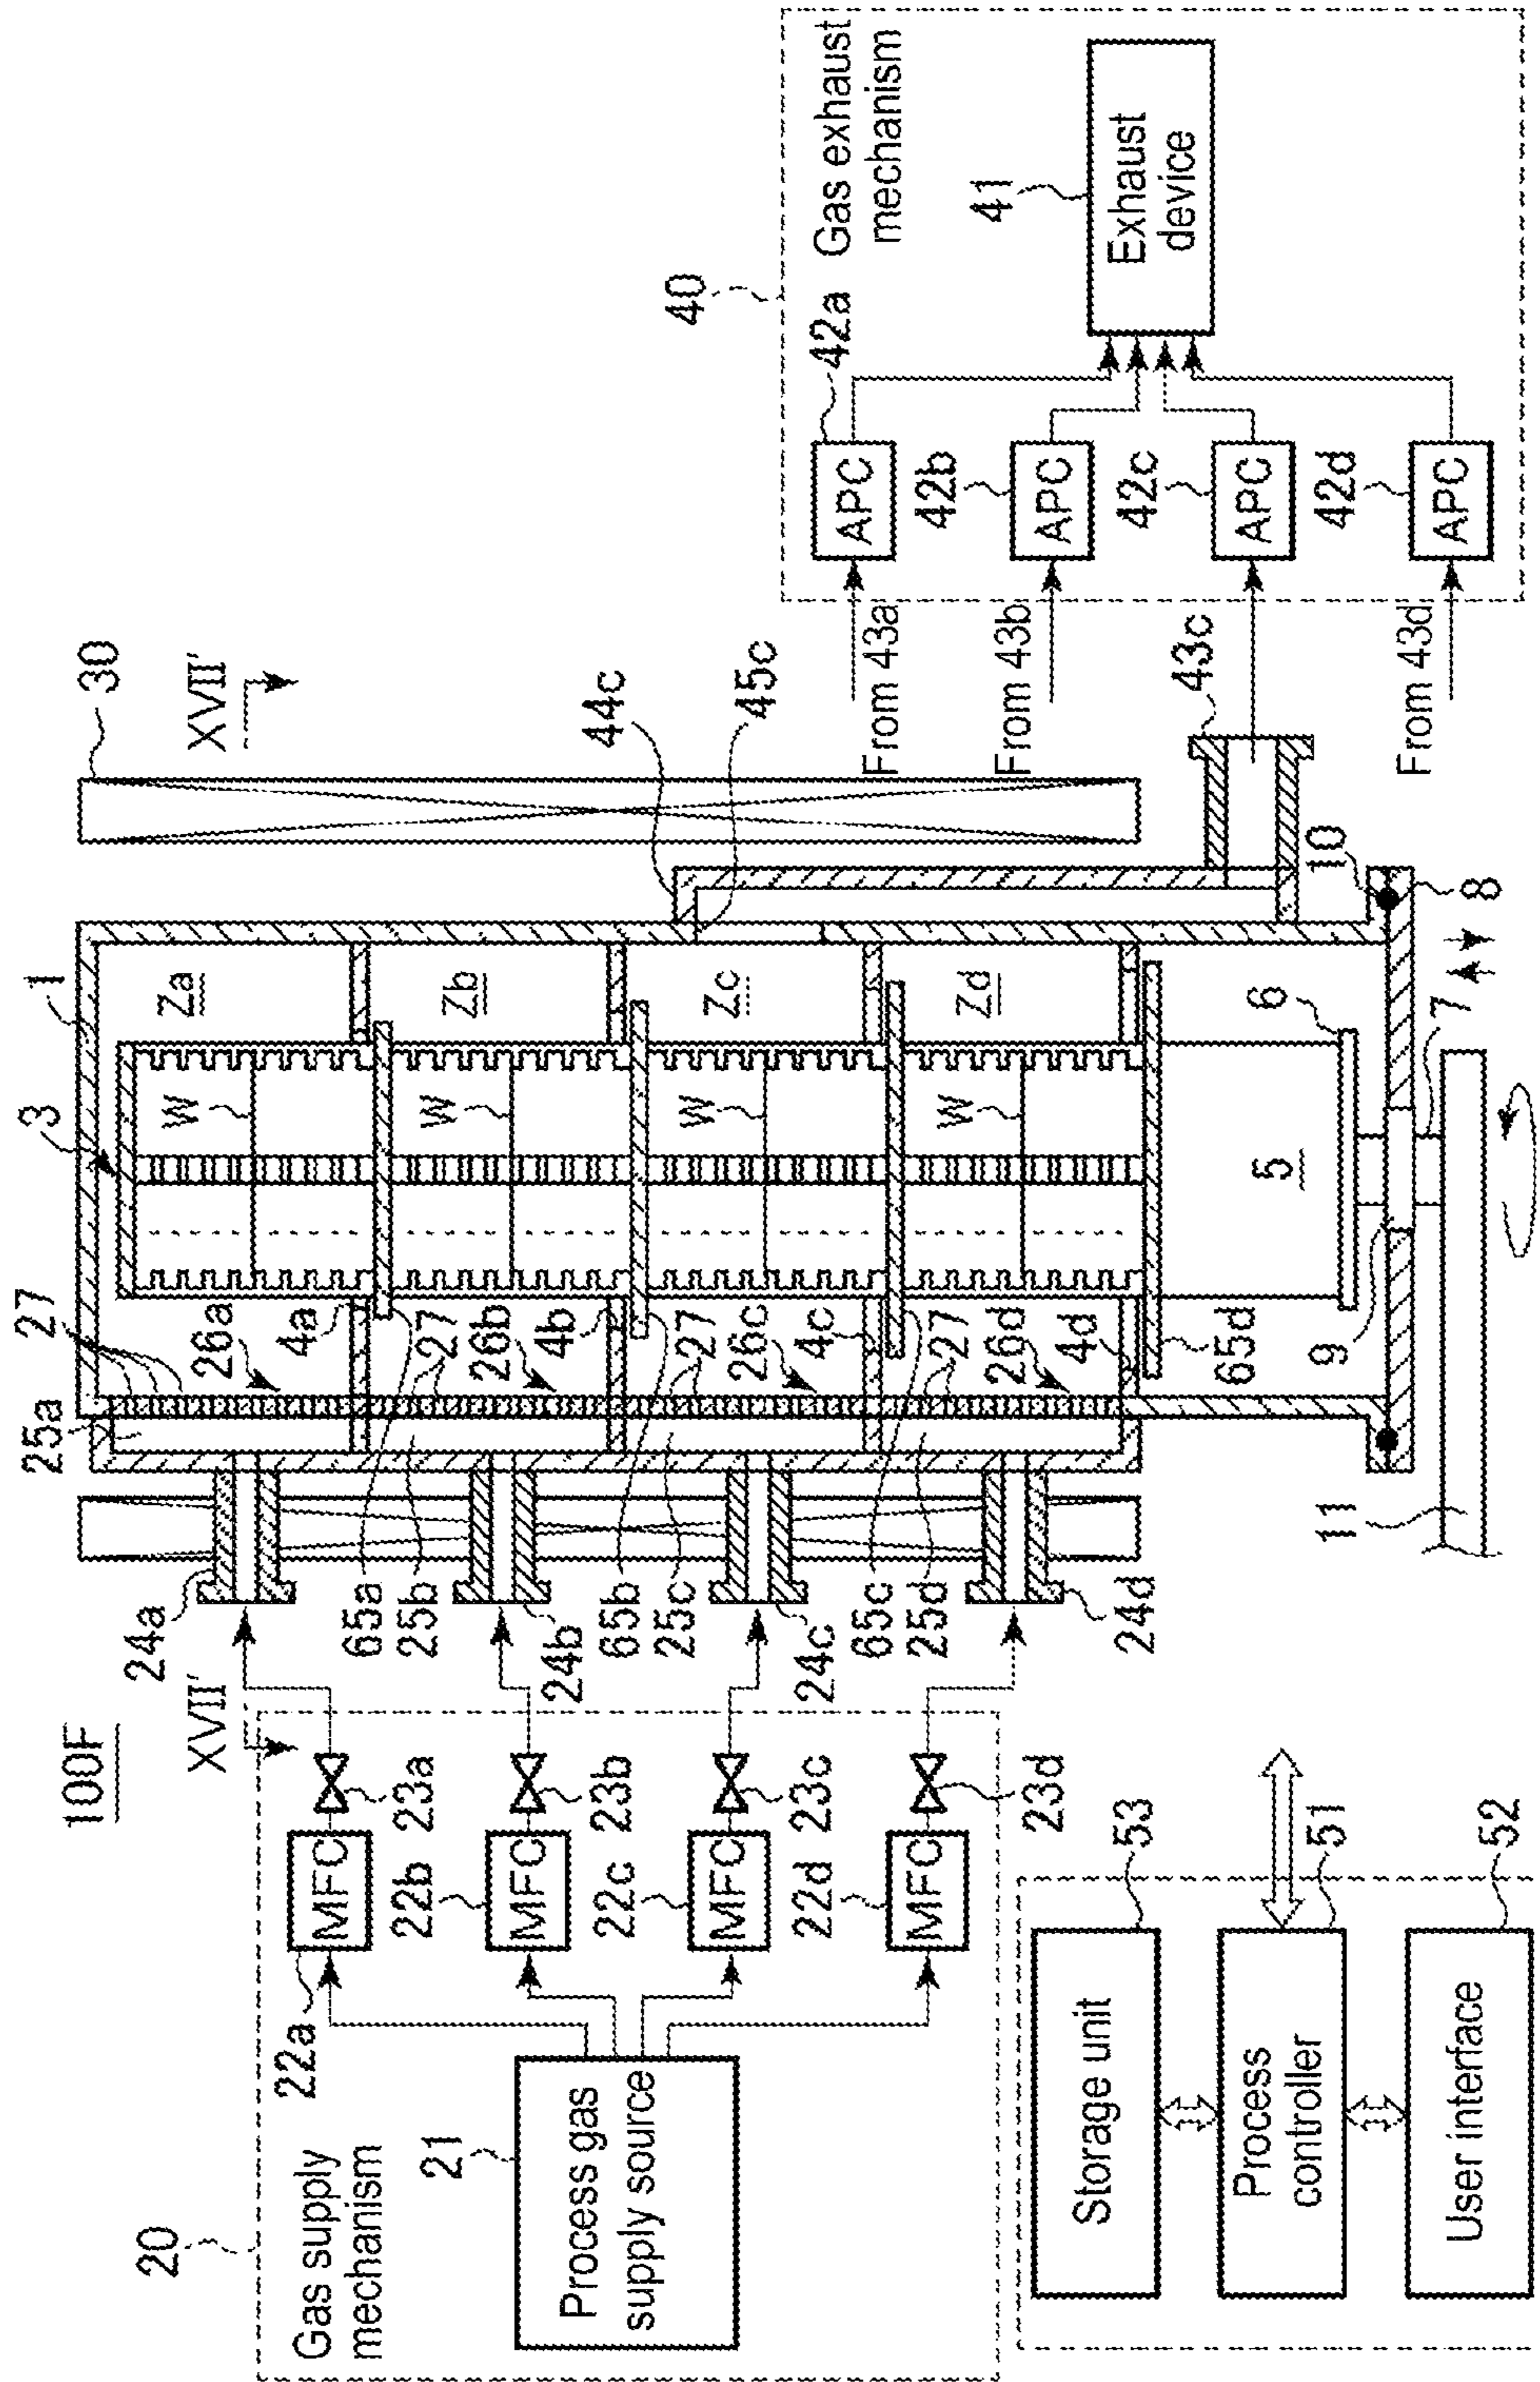 100F
XVII'
XVII'
20
Gas supply
mechanism
21
Process gas
supply source
22a
MFC
23a
22b
MFC
23b
22c
MFC
23c
22d
MFC
23d
24a
65a
25b
24b
65b
25c
24c
65c
25d
24d
25a
27
26a
4a
27
26b
4b
27
26c
4c
27
26d
4d
65d
3
1
W
W
W
W
Za
Zb
Zc
Zd
5
6
7
8
9
10
11
30
44c
45c
43c
From 43a
From 43b
From 43d
40
Gas exhaust
mechanism
42a
APC
42b
APC
42c
APC
42d
APC
41
Exhaust
device
53
Storage unit
51
Process
controller
52
User interface